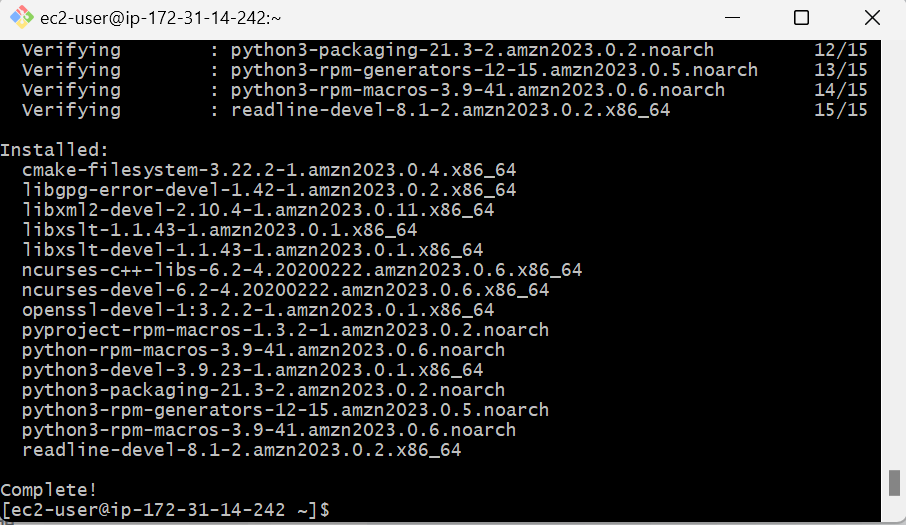 ec2-user@ip-172-31-14-242:~
Verifying : python3-packaging-21.3-2.amzn2023.0.2.noarch 12/15
Verifying : python3-rpm-generators-12-15.amzn2023.0.5.noarch 13/15
Verifying : python3-rpm-macros-3.9-41.amzn2023.0.6.noarch 14/15
Verifying : readline-devel-8.1-2.amzn2023.0.2.x86_64 15/15
Installed:
cmake-filesystem-3.22.2-1.amzn2023.0.4.x86_64
libgpg-error-devel-1.42-1.amzn2023.0.2.x86_64
libxml2-devel-2.10.4-1.amzn2023.0.11.x86_64
libxslt-1.1.43-1.amzn2023.0.1.x86_64
libxslt-devel-1.1.43-1.amzn2023.0.1.x86_64
ncurses-c++-libs-6.2-4.20200222.amzn2023.0.6.x86_64
ncurses-devel-6.2-4.20200222.amzn2023.0.6.x86_64
openssl-devel-1:3.2.2-1.amzn2023.0.1.x86_64
pyproject-rpm-macros-1.3.2-1.amzn2023.0.2.noarch
python-rpm-macros-3.9-41.amzn2023.0.6.noarch
python3-devel-3.9.23-1.amzn2023.0.1.x86_64
python3-packaging-21.3-2.amzn2023.0.2.noarch
python3-rpm-generators-12-15.amzn2023.0.5.noarch
python3-rpm-macros-3.9-41.amzn2023.0.6.noarch
readline-devel-8.1-2.amzn2023.0.2.x86_64
Complete!
[ec2-user@ip-172-31-14-242 ~]$